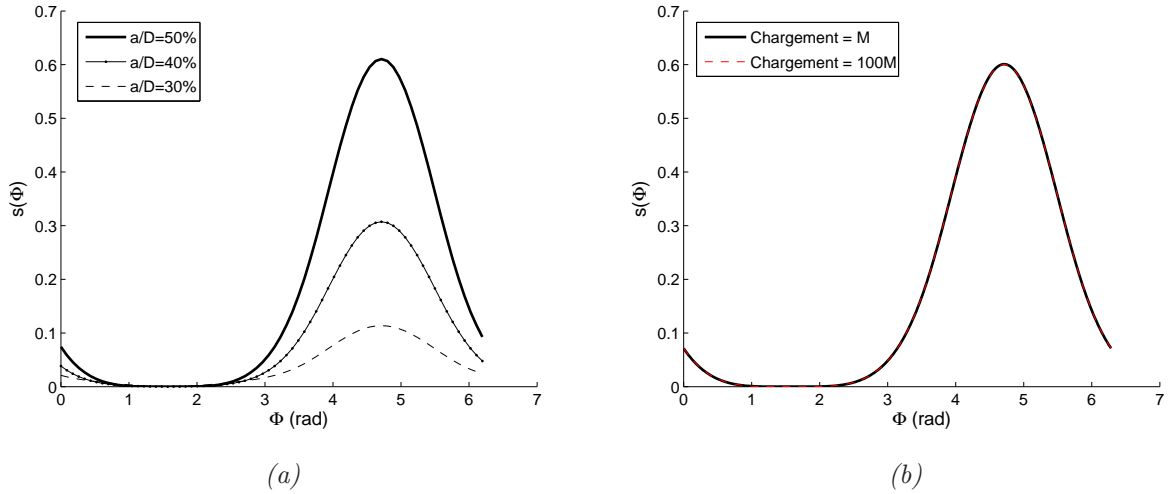 0.7
0.6
0.5
0.4
0.3
0.2
0.1
0
s(Φ)
a/D=50%
a/D=40%
a/D=30%
0 1 2 3 4 5 6 7
Φ (rad)
(a)
0.7
0.6
0.5
0.4
0.3
0.2
0.1
0
s(Φ)
Chargement = M
Chargement = 100M
0 1 2 3 4 5 6 7
Φ (rad)
(b)